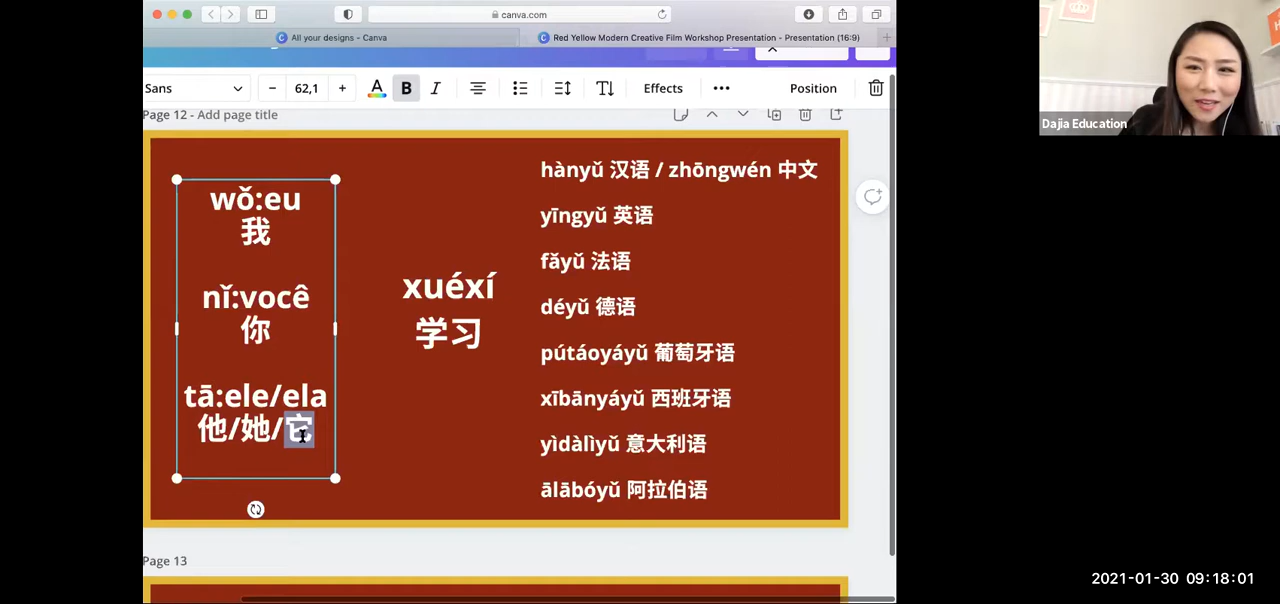 canva.com
All your designs - Canva
Red Yellow Modern Creative Film Workshop Presentation - Presentation (16:9)
Sans
62,1
A
B
I
Effects
Position
Page 12 - Add page title
wǒ:eu
我
nǐ:você
你
tā:ele/ela
他/她/它
xuéxí
学习
hànyǔ 汉语 / zhōngwén 中文
yīngyǔ 英语
fǎyǔ 法语
déyǔ 德语
pútáoyáyǔ 葡萄牙语
xībānyáyǔ 西班牙语
yìdàlìyǔ 意大利语
ālābóyǔ 阿拉伯语
Page 13
Dajia Education
2021-01-30 09:18:01